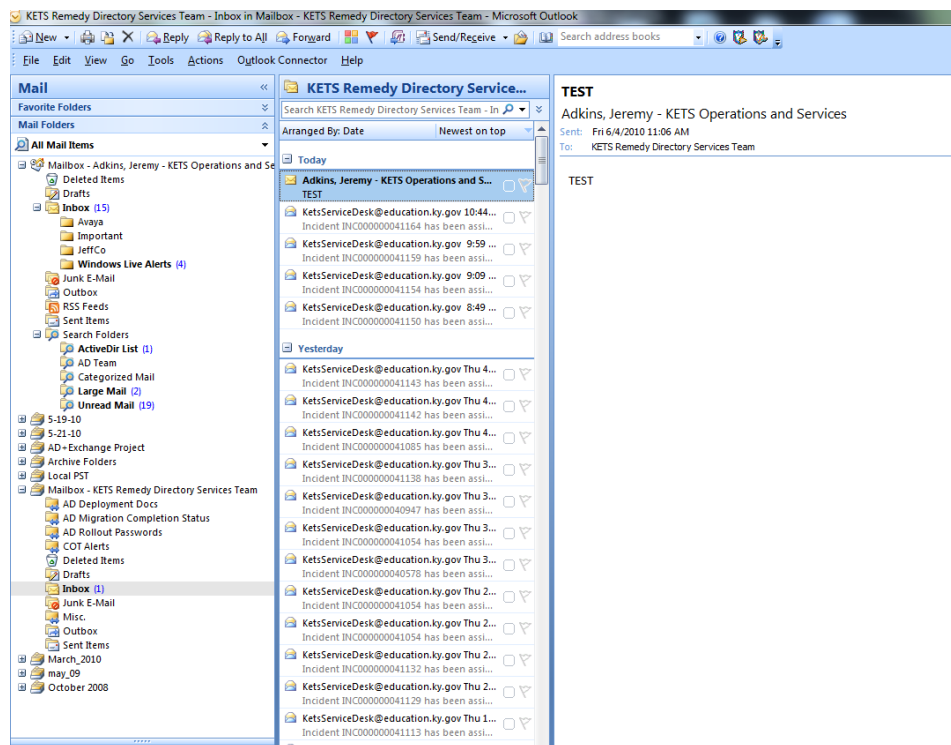 KETS Remedy Directory Services Team - Inbox in Mailbox - KETS Remedy Directory Services Team - Microsoft Outlook
New Reply Reply to All Forward Send/Receive Search address books
File Edit View Go Tools Actions Outlook Connector Help
Mail
Favorite Folders
Mail Folders
All Mail Items
Mailbox - Adkins, Jeremy - KETS Operations and Se
Deleted Items
Drafts
Inbox (15)
Avaya
Important
JeffCo
Windows Live Alerts (4)
Junk E-Mail
Outbox
RSS Feeds
Sent Items
Search Folders
ActiveDir List (1)
AD Team
Categorized Mail
Large Mail (2)
Unread Mail (19)
5-19-10
5-21-10
AD+Exchange Project
Archive Folders
Local PST
Mailbox - KETS Remedy Directory Services Team
AD Deployment Docs
AD Migration Completion Status
AD Rollout Passwords
COT Alerts
Deleted Items
Drafts
Inbox (1)
Junk E-Mail
Misc.
Outbox
Sent Items
March_2010
may_09
October 2008
KETS Remedy Directory Service...
Search KETS Remedy Directory Services Team - In
Arranged By: Date Newest on top
Today
Adkins, Jeremy - KETS Operations and S...
TEST
KetsServiceDesk@education.ky.gov 10:44...
Incident INC000000041164 has been assi...
KetsServiceDesk@education.ky.gov 9:59 ...
Incident INC000000041159 has been assi...
KetsServiceDesk@education.ky.gov 9:09 ...
Incident INC000000041154 has been assi...
KetsServiceDesk@education.ky.gov 8:49 ...
Incident INC000000041150 has been assi...
Yesterday
KetsServiceDesk@education.ky.gov Thu 4...
Incident INC000000041143 has been assi...
KetsServiceDesk@education.ky.gov Thu 4...
Incident INC000000041142 has been assi...
KetsServiceDesk@education.ky.gov Thu 4...
Incident INC000000041085 has been assi...
KetsServiceDesk@education.ky.gov Thu 3...
Incident INC000000041138 has been assi...
KetsServiceDesk@education.ky.gov Thu 3...
Incident INC000000040947 has been assi...
KetsServiceDesk@education.ky.gov Thu 3...
Incident INC000000041054 has been assi...
KetsServiceDesk@education.ky.gov Thu 3...
Incident INC000000040578 has been assi...
KetsServiceDesk@education.ky.gov Thu 2...
Incident INC000000041054 has been assi...
KetsServiceDesk@education.ky.gov Thu 2...
Incident INC000000041054 has been assi...
KetsServiceDesk@education.ky.gov Thu 2...
Incident INC000000041132 has been assi...
KetsServiceDesk@education.ky.gov Thu 2...
Incident INC000000041129 has been assi...
KetsServiceDesk@education.ky.gov Thu 1...
Incident INC000000041113 has been assi...
TEST
Adkins, Jeremy - KETS Operations and Services
Sent: Fri 6/4/2010 11:06 AM
To: KETS Remedy Directory Services Team
TEST